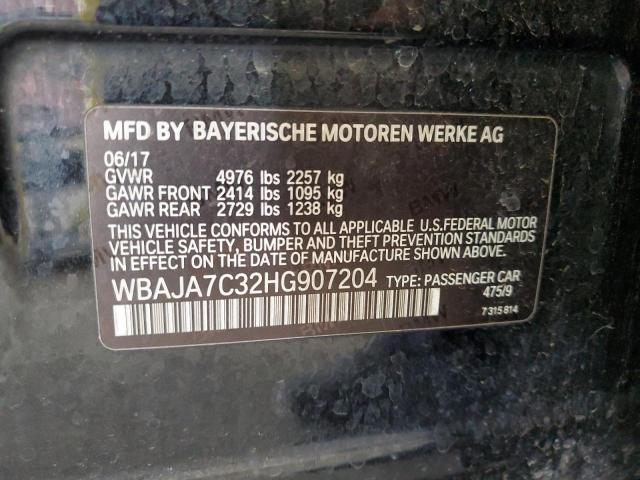 MFD BY BAYERISCHE MOTOREN WERKE AG
06/17
GVWR 4976 lbs 2257 kg
GAWR FRONT 2414 lbs 1095 kg
GAWR REAR 2729 lbs 1238 kg
THIS VEHICLE CONFORMS TO ALL APPLICABLE U.S.FEDERAL MOTOR
VEHICLE SAFETY, BUMPER AND THEFT PREVENTION STANDARDS
IN EFFECT ON THE DATE OF MANUFACTURE SHOWN ABOVE.
WBAJA7C32HG907204 TYPE: PASSENGER CAR
475/9
7 315 814